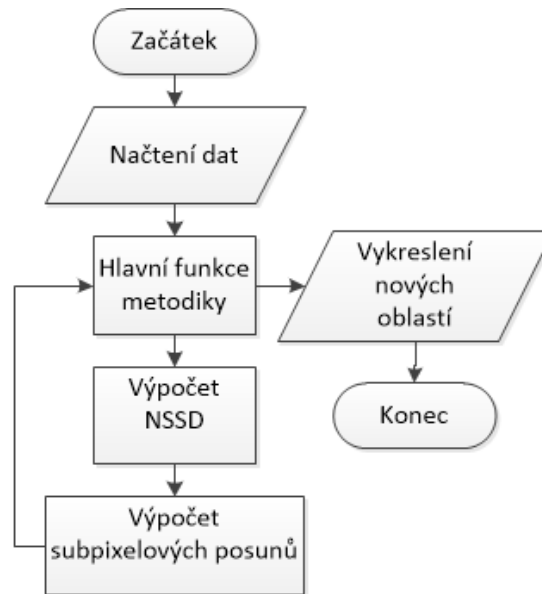 Začátek
Načtení dat
Hlavní funkce
metodiky
Vykreslení
nových
oblastí
Výpočet
NSSD
Konec
Výpočet
subpixelových posunů